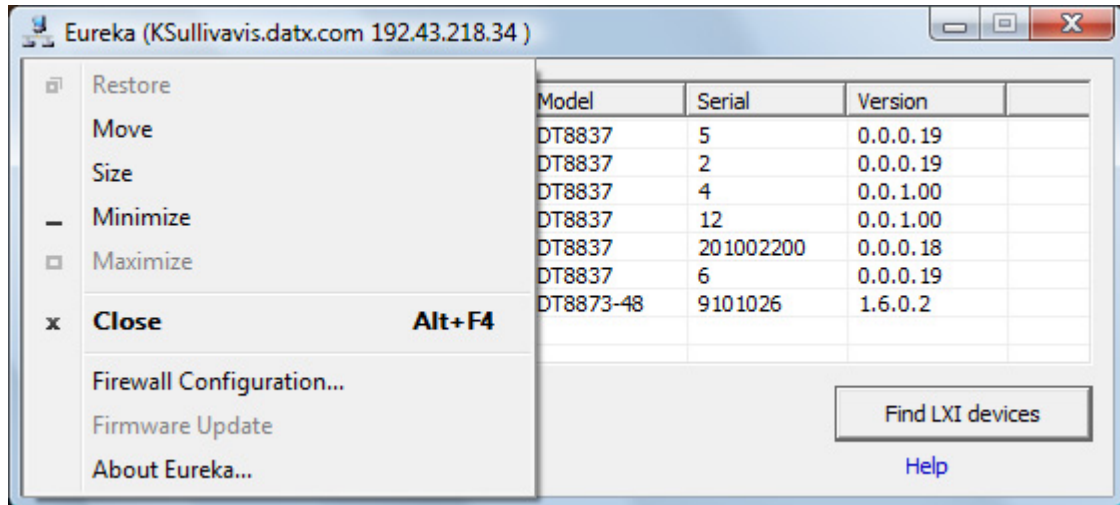 Eureka (KSullivavis.datx.com 192.43.218.34 )
Restore
Move
Size
Minimize
Maximize
Close Alt+F4
Firewall Configuration...
Firmware Update
About Eureka...
Model Serial Version
DT8837 5 0.0.0.19
DT8837 2 0.0.0.19
DT8837 4 0.0.1.00
DT8837 12 0.0.1.00
DT8837 201002200 0.0.0.18
DT8837 6 0.0.0.19
DT8873-48 9101026 1.6.0.2
Find LXI devices
Help